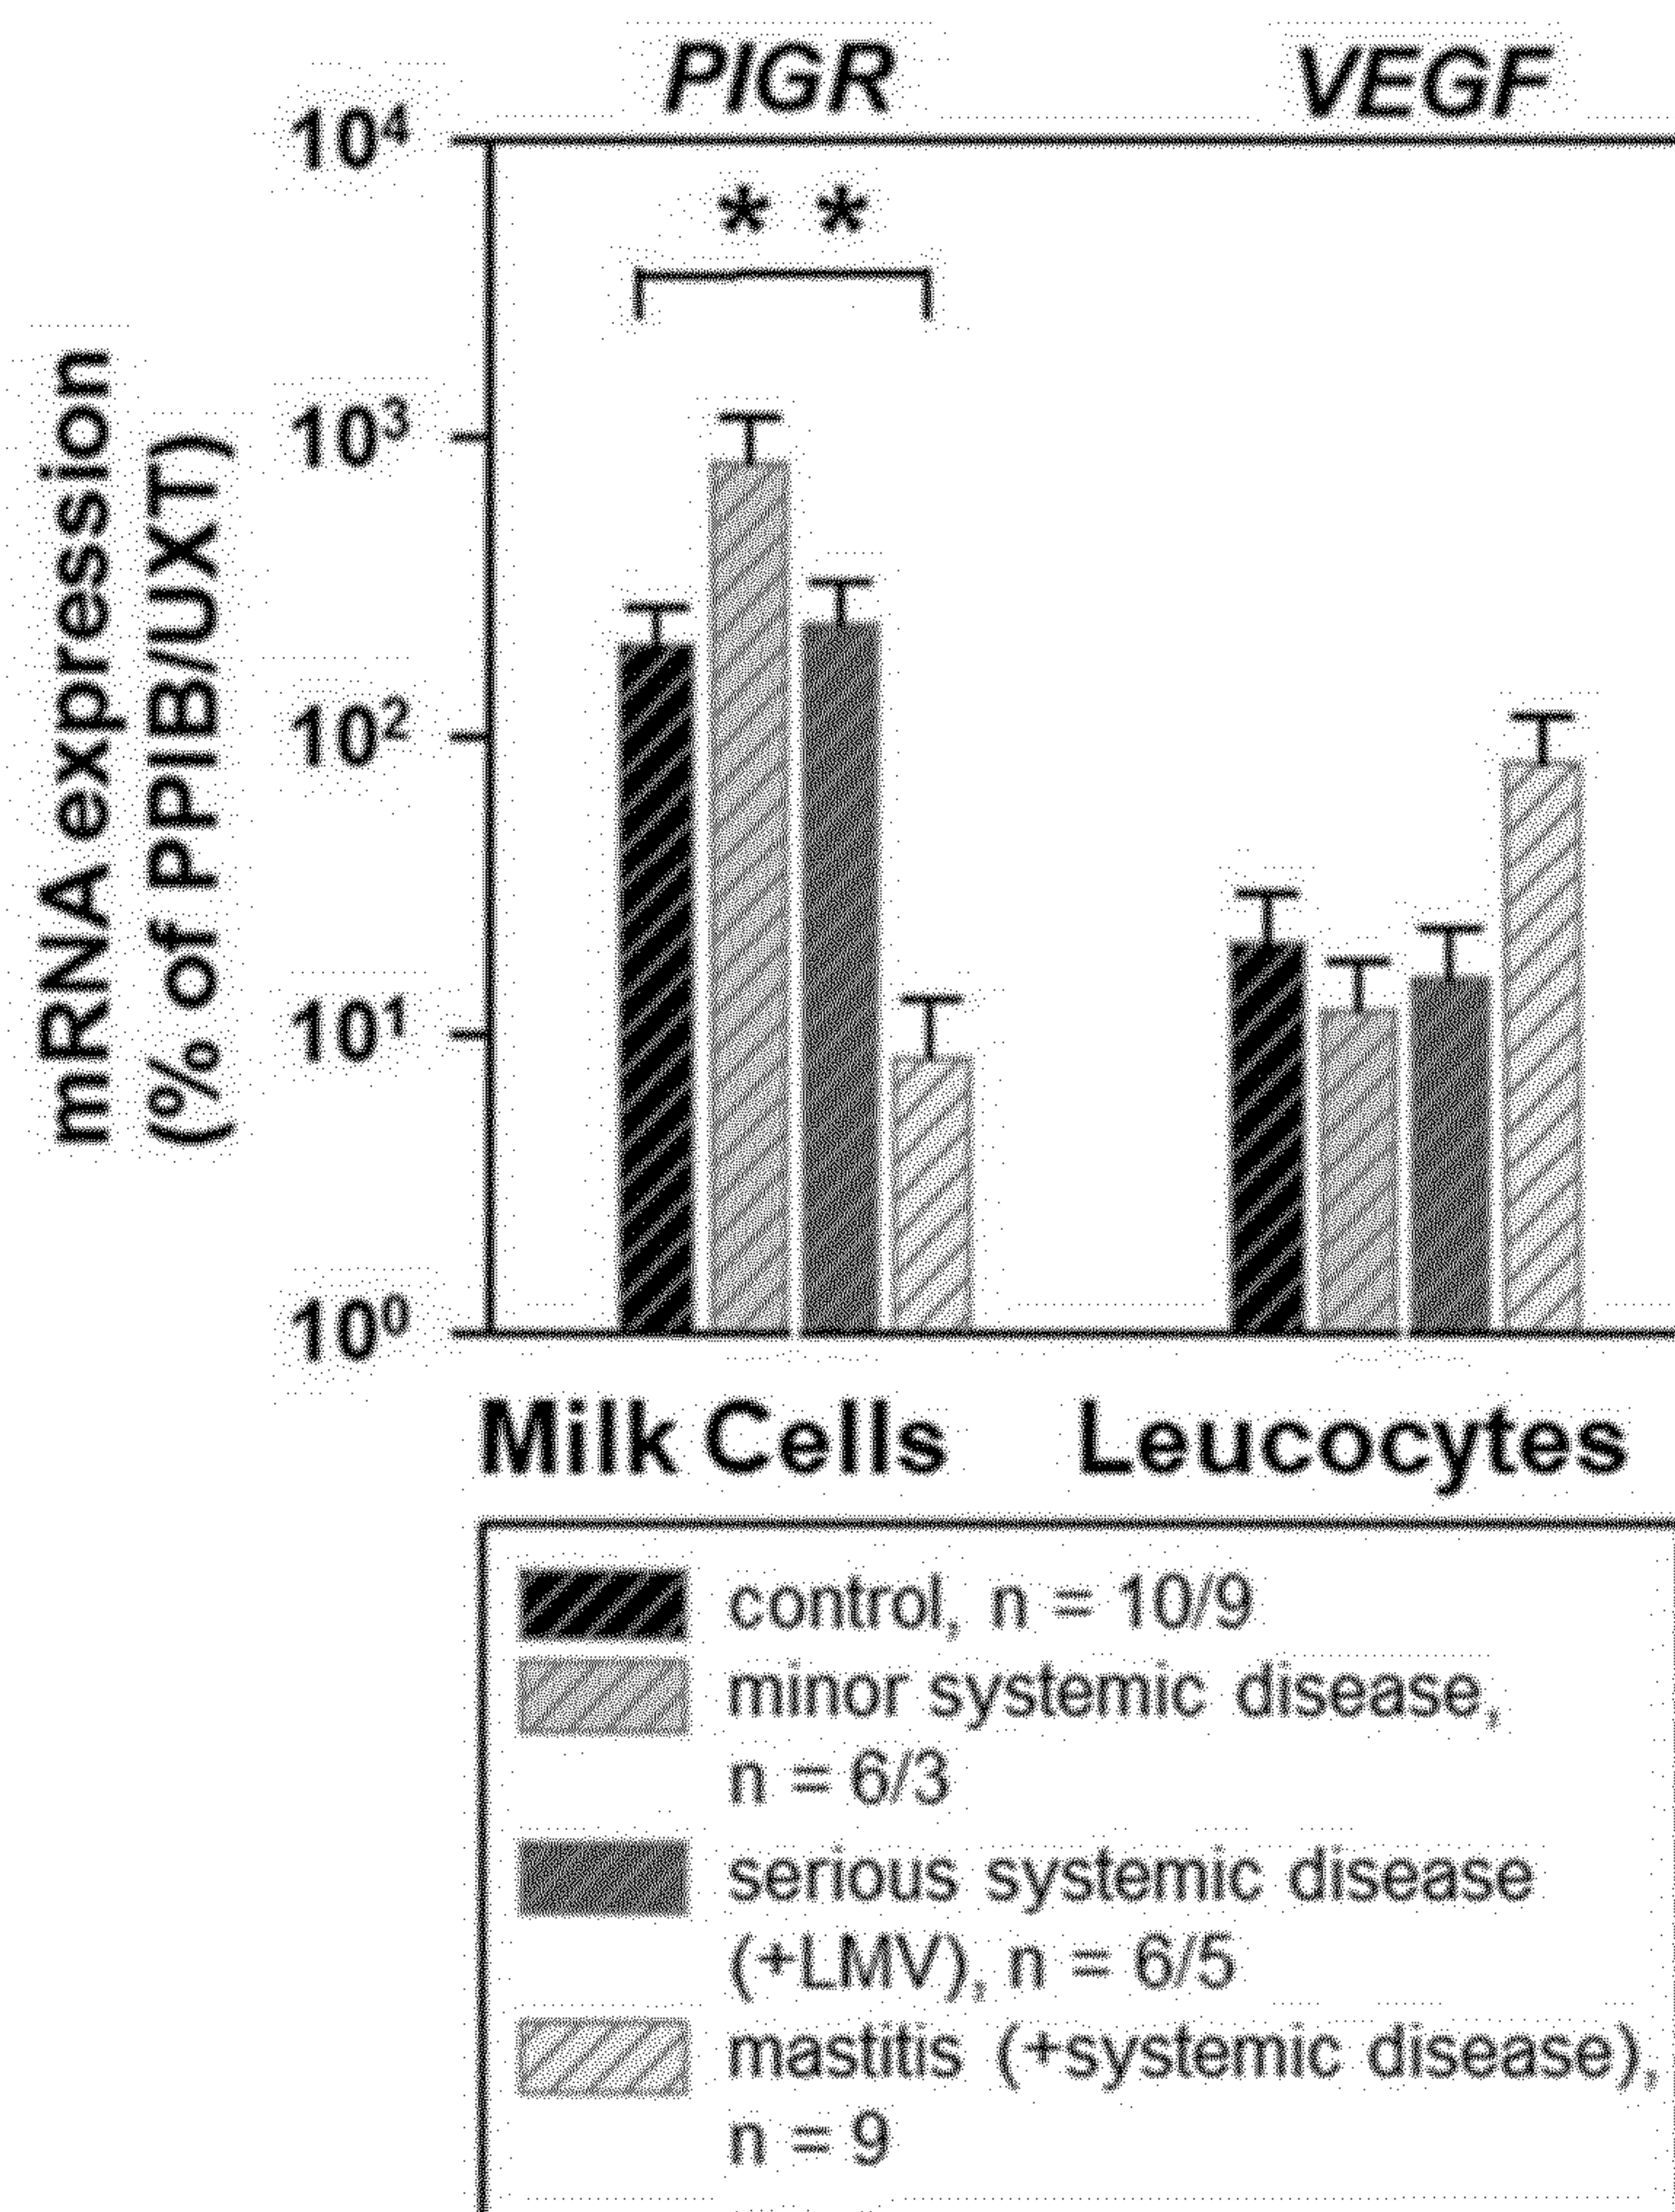 PIGR VEGF
10⁴
* *
10³
10²
10¹
10⁰
mRNA expression
(% of PPIB/UXT)
Milk Cells Leucocytes
control, n = 10/9
minor systemic disease,
n = 6/3
serious systemic disease
(+LMV), n = 6/5
mastitis (+systemic disease),
n = 9